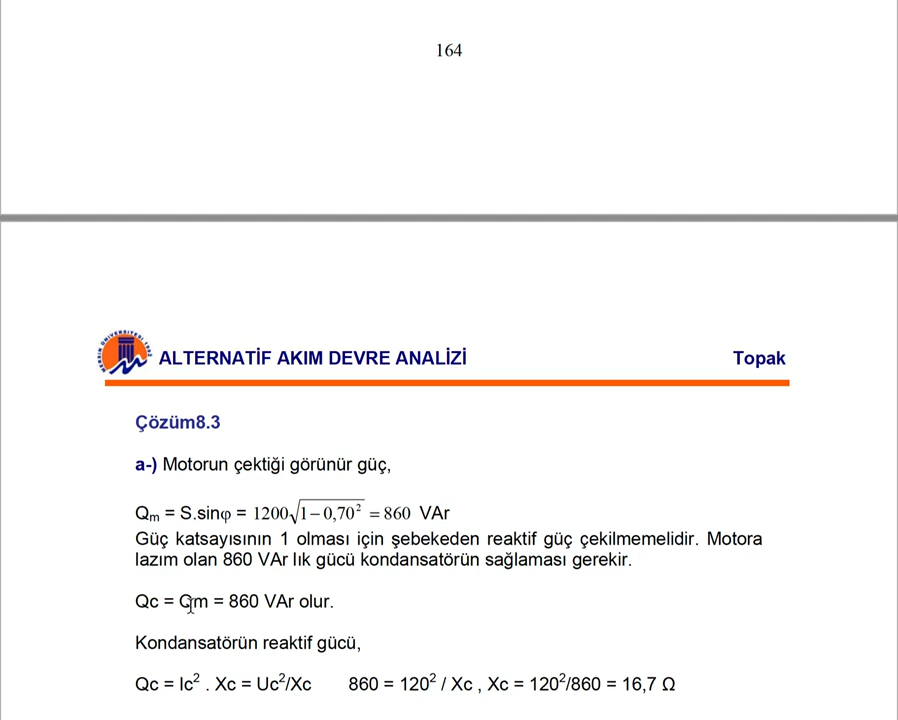 164
ALTERNATİF AKIM DEVRE ANALİZİ Topak
Çözüm8.3
a-) Motorun çektiği görünür güç,
Qm = S.sinφ = 1200√1−0,70² = 860 VAr
Güç katsayısının 1 olması için şebekeden reaktif güç çekilmemelidir. Motora
lazım olan 860 VAr lık gücü kondansatörün sağlaması gerekir.
Qc = Qm = 860 VAr olur.
Kondansatörün reaktif gücü,
Qc = Ic² . Xc = Uc²/Xc 860 = 120² / Xc , Xc = 120²/860 = 16,7 Ω